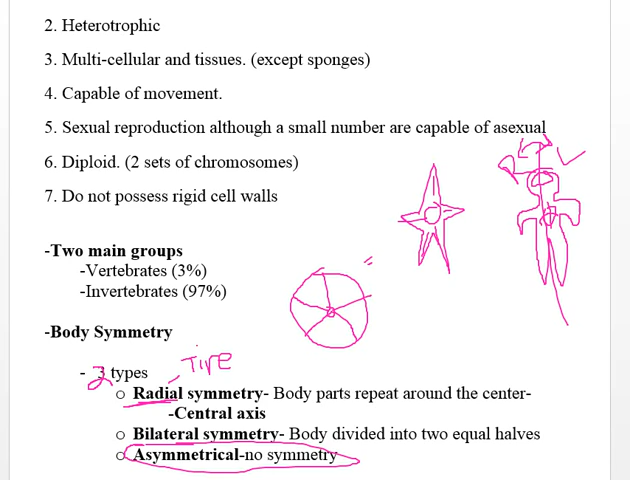 2. Heterotrophic
3. Multi-cellular and tissues. (except sponges)
4. Capable of movement.
5. Sexual reproduction although a small number are capable of asexual
6. Diploid. (2 sets of chromosomes)
7. Do not possess rigid cell walls
-Two main groups
-Vertebrates (3%)
-Invertebrates (97%)
-Body Symmetry
TIRE
- 3 types
o Radial symmetry- Body parts repeat around the center-
-Central axis
o Bilateral symmetry- Body divided into two equal halves
o Asymmetrical-no symmetry